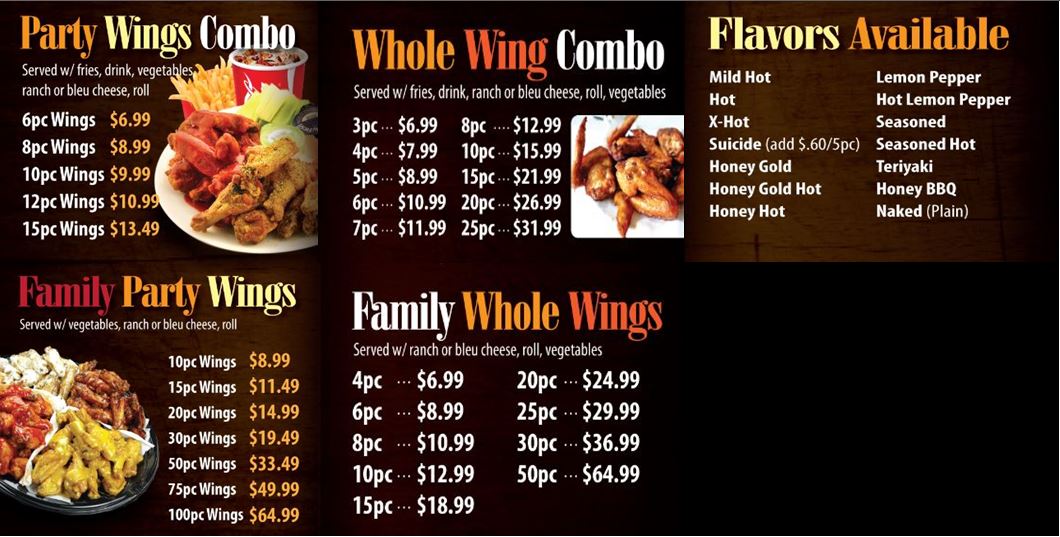 Party Wings Combo
Served w/ fries, drink, vegetables,
ranch or bleu cheese, roll
6pc Wings $6.99
8pc Wings $8.99
10pc Wings $9.99
12pc Wings $10.99
15pc Wings $13.49
Family Party Wings
Served w/ vegetables, ranch or bleu cheese, roll
10pc Wings $8.99
15pc Wings $11.49
20pc Wings $14.99
30pc Wings $19.49
50pc Wings $33.49
75pc Wings $49.99
100pc Wings $64.99
Whole Wing Combo
Served w/ fries, drink, ranch or bleu cheese, roll, vegetables
3pc ... $6.99 8pc .... $12.99
4pc ... $7.99 10pc ... $15.99
5pc ... $8.99 15pc ... $21.99
6pc ... $10.99 20pc ... $26.99
7pc ... $11.99 25pc ... $31.99
Family Whole Wings
Served w/ ranch or bleu cheese, roll, vegetables
4pc ... $6.99 20pc ... $24.99
6pc ... $8.99 25pc ... $29.99
8pc ... $10.99 30pc ... $36.99
10pc ... $12.99 50pc ... $64.99
15pc ... $18.99
Flavors Available
Mild Hot Lemon Pepper
Hot Hot Lemon Pepper
X-Hot Seasoned
Suicide (add $.60/5pc) Seasoned Hot
Honey Gold Teriyaki
Honey Gold Hot Honey BBQ
Honey Hot Naked (Plain)